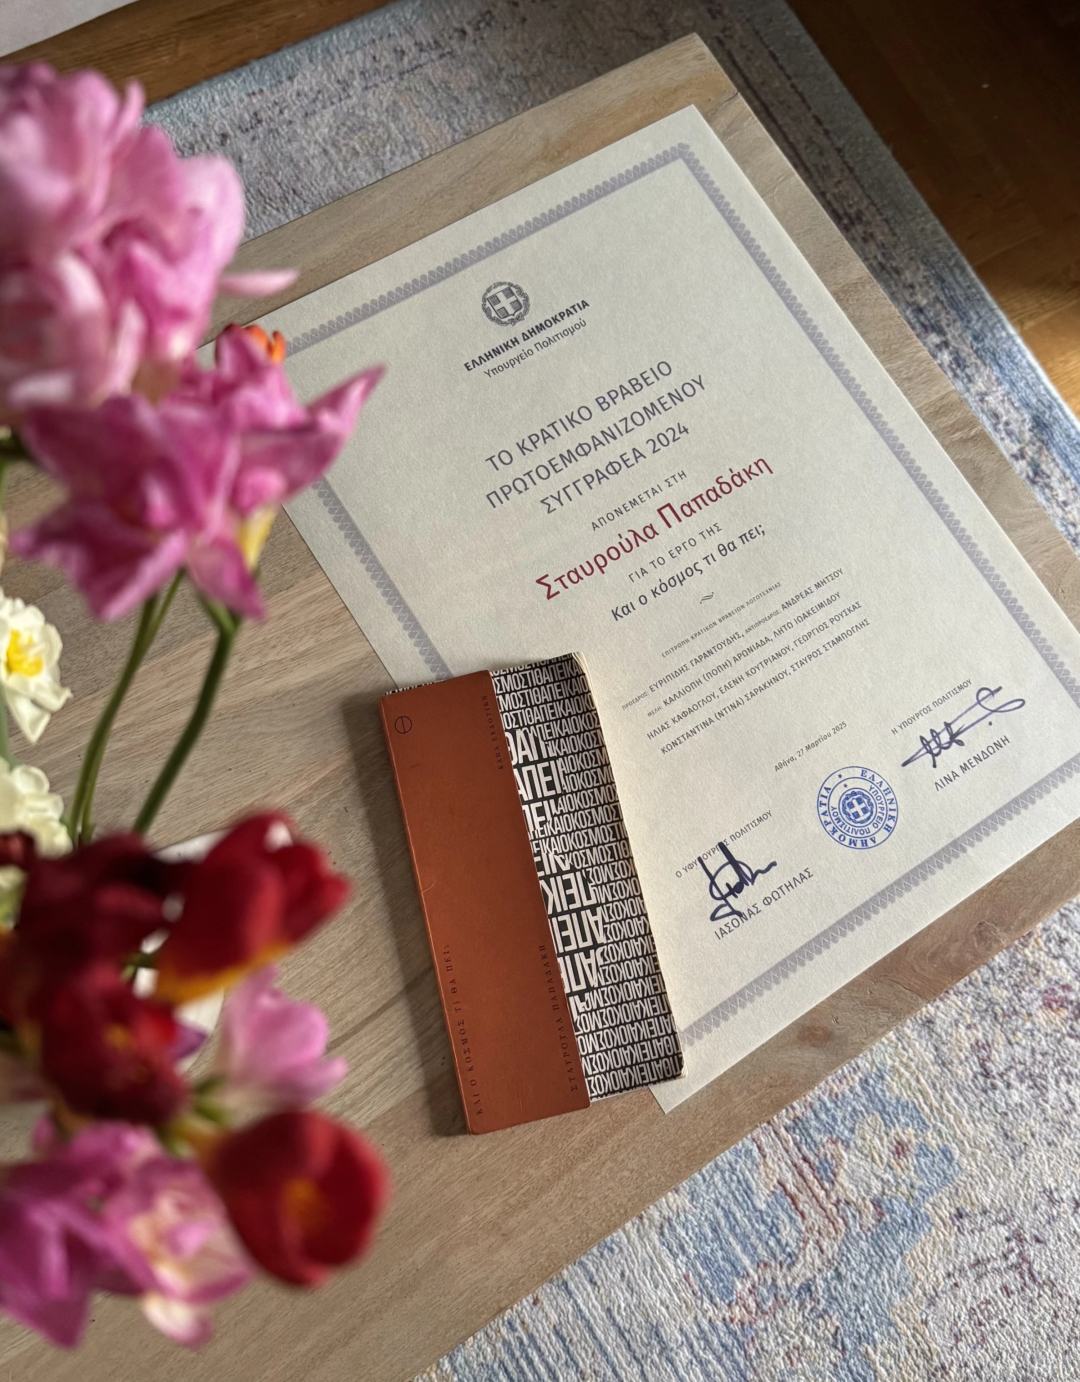 ΕΛΛΗΝΙΚΗ ΔΗΜΟΚΡΑΤΙΑ
Υπουργείο Πολιτισμού
ΤΟ ΚΡΑΤΙΚΟ ΒΡΑΒΕΙΟ
ΠΡΩΤΟΕΜΦΑΝΙΖΟΜΕΝΟΥ
ΣΥΓΓΡΑΦΕΑ 2024
ΑΠΟΝΕΜΕΤΑΙ ΣΤΗ
Σταυρούλα Παπαδάκη
ΓΙΑ ΤΟ ΕΡΓΟ ΤΗΣ
Και ο κόσμος τι θα πει;
ΕΠΙΤΡΟΠΗ ΚΡΑΤΙΚΩΝ ΒΡΑΒΕΙΩΝ ΛΟΓΟΤΕΧΝΙΑΣ
ΠΡΟΕΔΡΟΣ: ΕΥΡΙΠΙΔΗΣ ΓΑΡΑΝΤΟΥΔΗΣ, ΑΝΤΙΠΡΟΕΔΡΟΣ: ΑΝΔΡΕΑΣ ΜΗΤΣΟΥ
ΜΕΛΗ: ΚΑΛΛΙΟΠΗ (ΠΟΠΗ) ΑΡΩΝΙΑΔΑ, ΛΗΤΩ ΙΩΑΚΕΙΜΙΔΟΥ
ΗΛΙΑΣ ΚΑΦΑΟΓΛΟΥ, ΕΛΕΝΗ ΚΟΥΤΡΙΑΝΟΥ, ΓΕΩΡΓΙΟΣ ΡΟΥΣΚΑΣ
ΚΩΝΣΤΑΝΤΙΝΑ (ΝΤΙΝΑ) ΣΑΡΑΚΗΝΟΥ, ΣΤΑΥΡΟΣ ΣΤΑΜΠΟΓΛΗΣ
Αθήνα, 27 Μαρτίου 2025
Η ΥΠΟΥΡΓΟΣ ΠΟΛΙΤΙΣΜΟΥ
ΛΙΝΑ ΜΕΝΔΩΝΗ
ΕΛΛΗΝΙΚΗ ΔΗΜΟΚΡΑΤΙΑ
ΥΠΟΥΡΓΕΙΟ ΠΟΛΙΤΙΣΜΟΥ
Ο ΥΦΥΠΟΥΡΓΟΣ ΠΟΛΙΤΙΣΜΟΥ
ΙΑΣΟΝΑΣ ΦΩΤΗΛΑΣ
ΚΑΠΑ ΕΚΔΟΤΙΚΗ
ΚΑΙ Ο ΚΟΣΜΟΣ ΤΙ ΘΑ ΠΕΙ;
ΣΤΑΥΡΟΥΛΑ ΠΑΠΑΔΑΚΗ